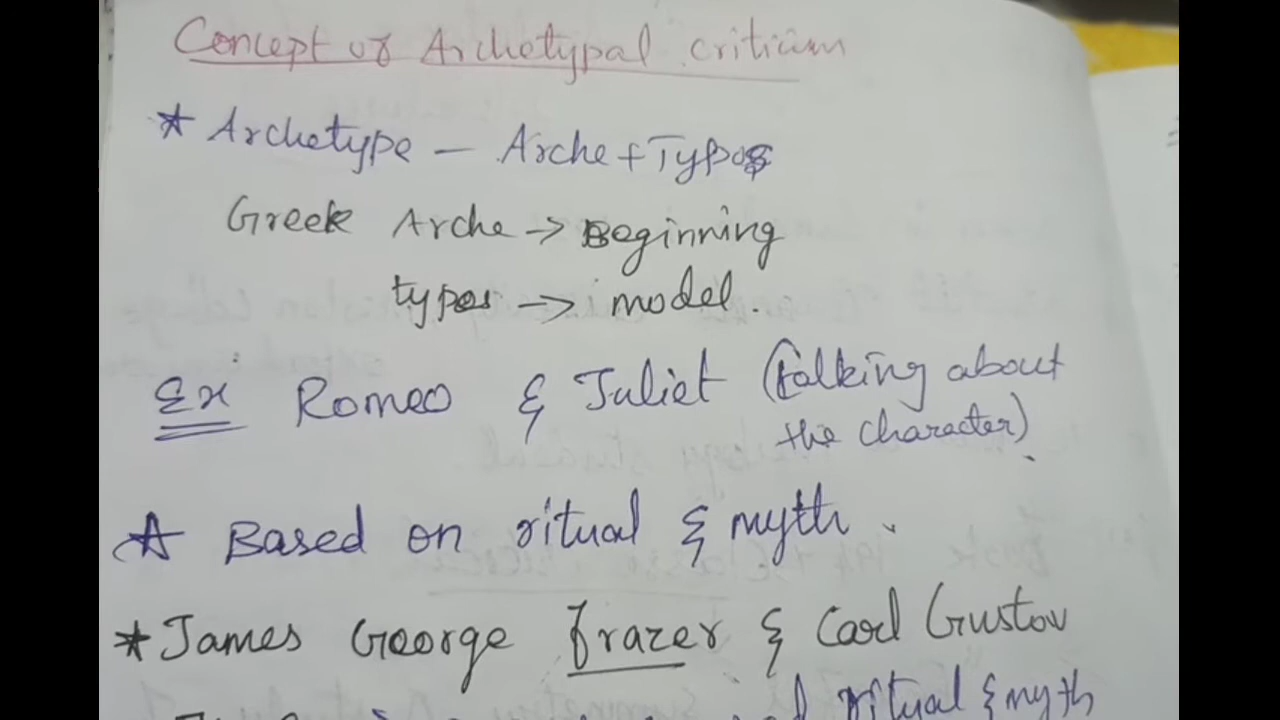 Concept of Archetypal criticism
* Archetype - Arche + Typos
Greek Arche → Beginning
typos → model.
Ex Romeo & Juliet (talking about
the character)
* Based on ritual & myth.
* James George Frazer & Carl Gustov
ritual & myth